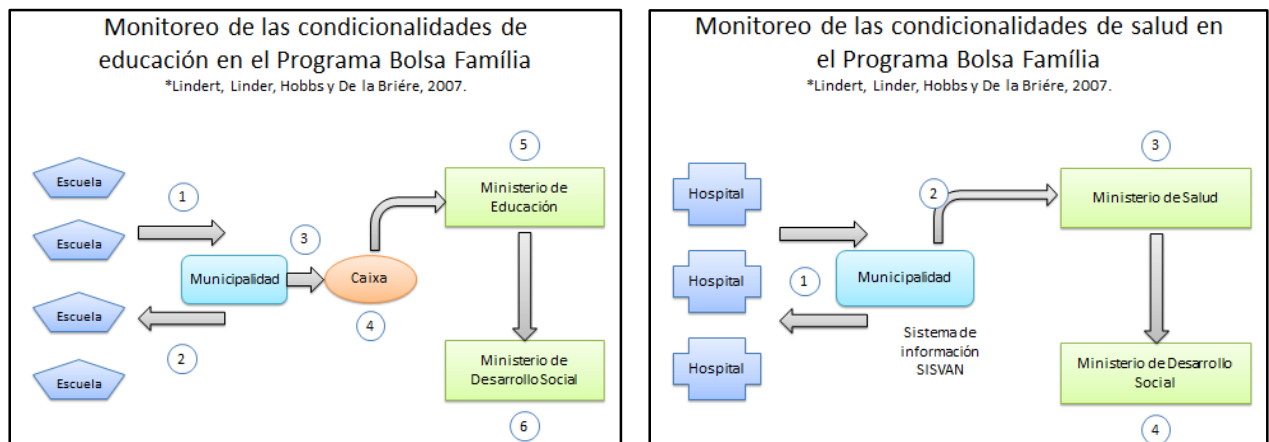 Monitoreo de las condicionalidades de
educación en el Programa Bolsa Família
*Lindert, Linder, Hobbs y De la Briére, 2007.
5
Escuela
1
Ministerio de
Educación
Escuela
3
Municipalidad
Caixa
Escuela
4
2
Ministerio de
Desarrollo Social
Escuela
6
Monitoreo de las condicionalidades de salud en
el Programa Bolsa Família
*Lindert, Linder, Hobbs y De la Briére, 2007.
3
Hospital
2
Ministerio de Salud
Hospital
1
Municipalidad
Sistema de
información
SISVAN
Hospital
Ministerio de Desarrollo
Social
4